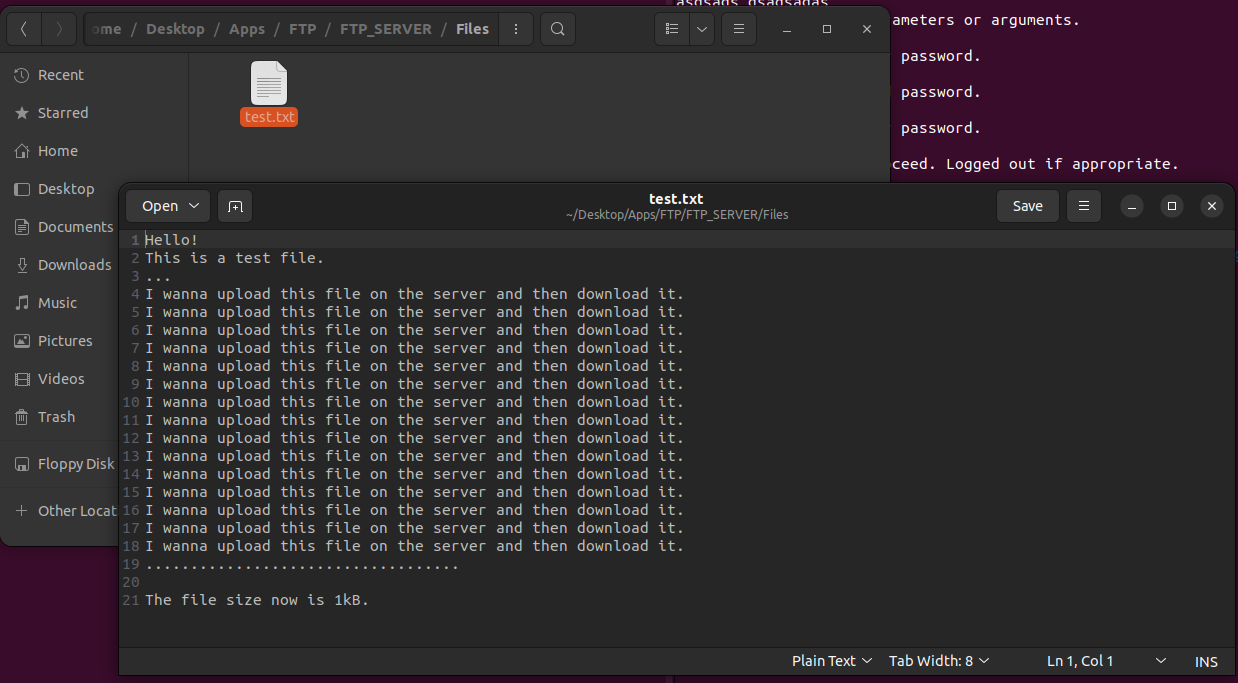 asdsads dsadsadas
ome / Desktop / Apps / FTP / FTP_SERVER / Files
ameters or arguments.
password.
password.
password.
ceed. Logged out if appropriate.
Recent
Starred
Home
Desktop
Documents
Downloads
Music
Pictures
Videos
Trash
Floppy Disk
Other Locat
test.txt
Open
test.txt
~/Desktop/Apps/FTP/FTP_SERVER/Files
Save
1 Hello!
2 This is a test file.
3 ...
4 I wanna upload this file on the server and then download it.
5 I wanna upload this file on the server and then download it.
6 I wanna upload this file on the server and then download it.
7 I wanna upload this file on the server and then download it.
8 I wanna upload this file on the server and then download it.
9 I wanna upload this file on the server and then download it.
10 I wanna upload this file on the server and then download it.
11 I wanna upload this file on the server and then download it.
12 I wanna upload this file on the server and then download it.
13 I wanna upload this file on the server and then download it.
14 I wanna upload this file on the server and then download it.
15 I wanna upload this file on the server and then download it.
16 I wanna upload this file on the server and then download it.
17 I wanna upload this file on the server and then download it.
18 I wanna upload this file on the server and then download it.
19 ...................................
20
21 The file size now is 1kB.
Plain Text Tab Width: 8 Ln 1, Col 1 INS